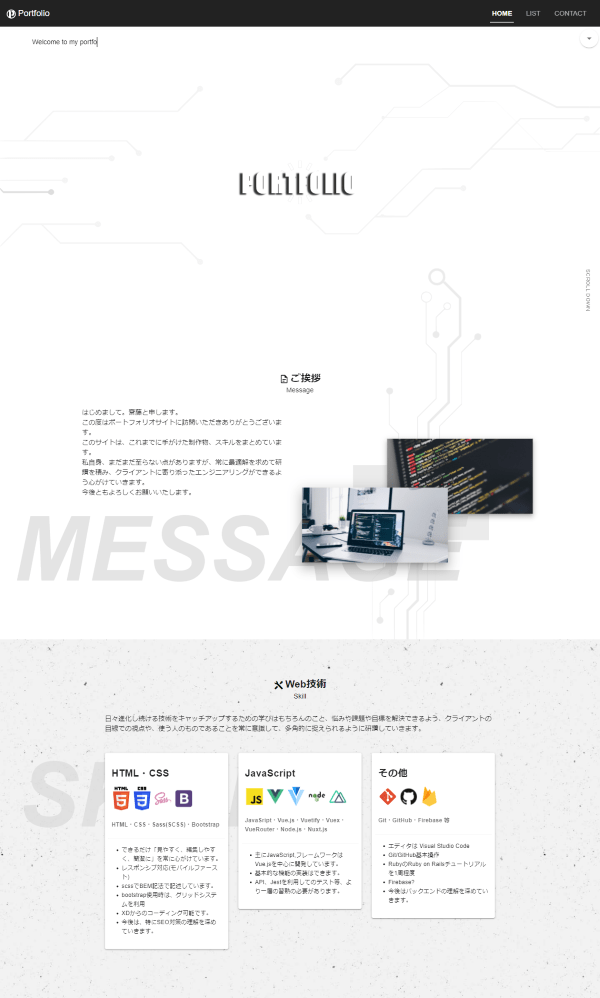 Portfolio
HOME LIST CONTACT
Welcome to my portfo
PORTFOLIO
SCROLL DOWN
ご挨拶
Message
はじめまして。齋藤と申します。
この度はポートフォリオサイトに訪問いただきありがとうございま
す。
このサイトは、これまでに手がけた制作物、スキルをまとめていま
す。
私自身、まだまだ至らない点がありますが、常に最適解を求めて研
鑽を積み、クライアントに寄り添ったエンジニアリングができるよ
う心がけていきます。
今後ともよろしくお願いいたします。
MESSAGE
Web技術
Skill
日々進化し続ける技術をキャッチアップするための学びはもちろんのこと、悩みや課題や目標を解決できるよう、クライアントの
目線での視点や、使う人のものであることを常に意識して、多角的に捉えられるように研鑽していきます。
HTML・CSS
HTML 5
CSS 3
Sass
B
HTML・CSS・Sass(SCSS)・Bootstrap
できるだけ「見やすく、編集しやす
く、簡潔に」を常に心がけています。
レスポンシブ対応(モバイルファース
ト)
scssでBEM記法で記述しています。
bootstrap使用時は、グリッドシステ
ムを利用
XDからのコーディング可能です。
今後は、特にSEO対策の理解を深め
ていきます。
JavaScript
JS
node
JavaSript・Vue.js・Vuetify・Vuex・
VueRouter・Node.js・Nuxt.js
主にJavaScript,フレームワークは
Vue.jsを中心に開発しています。
基本的な機能の実装はできます。
API、Jestを利用してのテスト等、よ
り一層の習熟の必要があります。
その他
Git・GitHub・Firebase 等
エディタは Visual Studio Code
Git/GitHub基本操作
RubyのRuby on Railsチュートリアル
を1周程度
Firebase?
今後はバックエンドの理解を深めてい
きます。